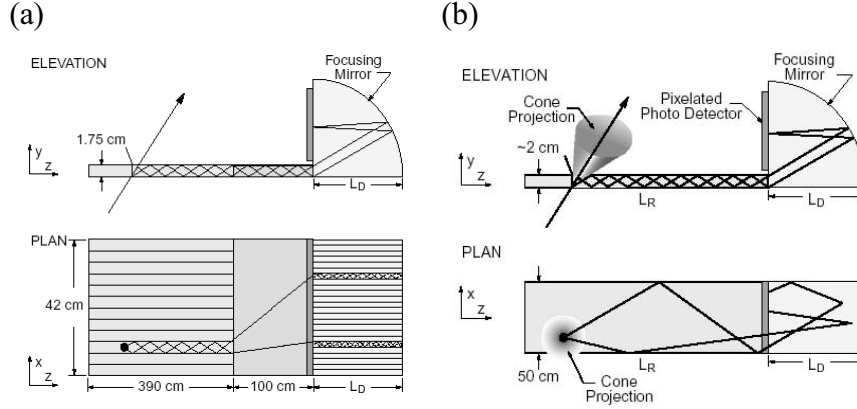 (a)
ELEVATION
Focusing
Mirror
1.75 cm
y
z
L_D
PLAN
42 cm
x
z
390 cm
100 cm
L_D
(b)
ELEVATION
Focusing
Mirror
Cone
Projection
Pixelated
Photo Detector
~2 cm
y
z
L_R
L_D
PLAN
x
z
50 cm
L_R
L_D
Cone
Projection